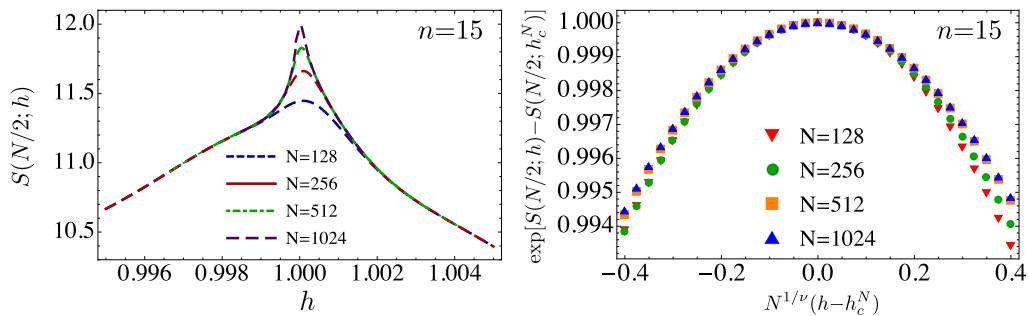 n=15
12.0
11.5
11.0
10.5
S(N/2; h)
N=128
N=256
N=512
N=1024
0.996
0.998
1.000
1.002
1.004
h
n=15
1.000
0.999
0.998
0.997
0.996
0.995
0.994
exp[S(N/2; h)−S(N/2; h_c^N)]
N=128
N=256
N=512
N=1024
−0.4
−0.2
0.0
0.2
0.4
N^{1/ν}(h−h_c^N)